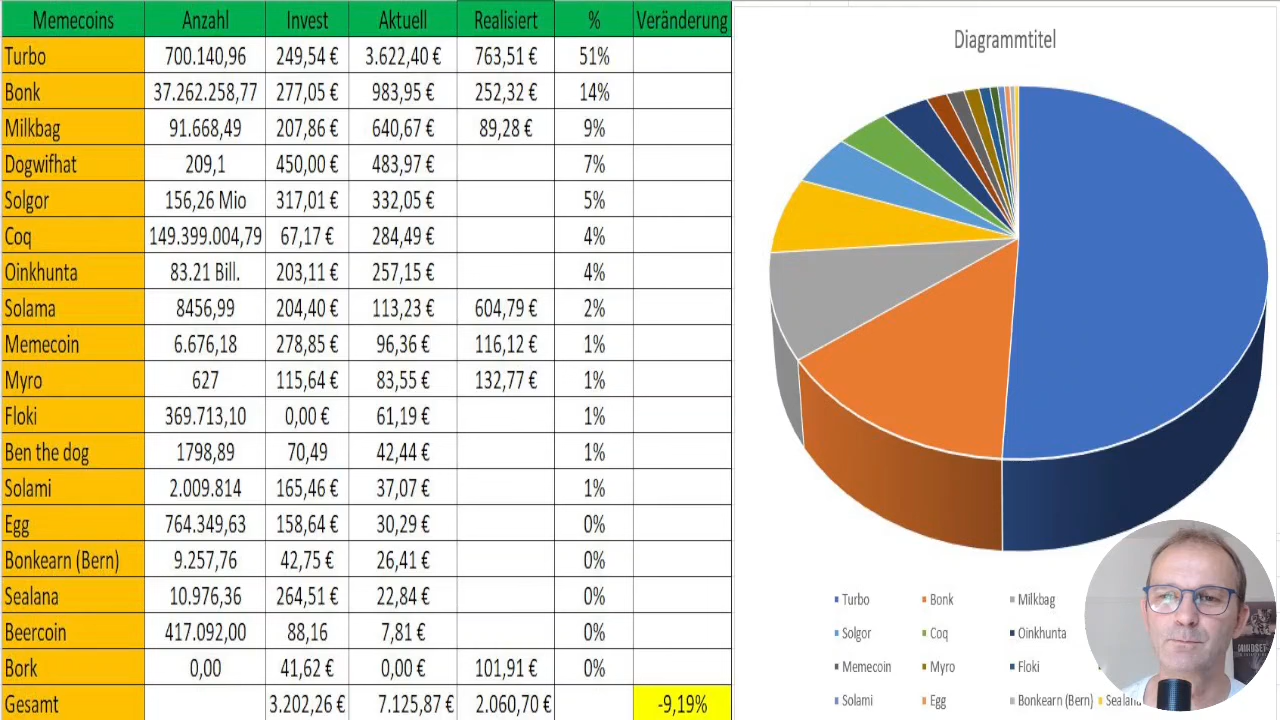 Memecoins Anzahl Invest Aktuell Realisiert % Veränderung
Turbo 700.140,96 249,54 € 3.622,40 € 763,51 € 51%
Bonk 37.262.258,77 277,05 € 983,95 € 252,32 € 14%
Milkbag 91.668,49 207,86 € 640,67 € 89,28 € 9%
Dogwifhat 209,1 450,00 € 483,97 € 7%
Solgor 156,26 Mio 317,01 € 332,05 € 5%
Coq 149.399.004,79 67,17 € 284,49 € 4%
Oinkhunta 83.21 Bill. 203,11 € 257,15 € 4%
Solama 8456,99 204,40 € 113,23 € 604,79 € 2%
Memecoin 6.676,18 278,85 € 96,36 € 116,12 € 1%
Myro 627 115,64 € 83,55 € 132,77 € 1%
Floki 369.713,10 0,00 € 61,19 € 1%
Ben the dog 1798,89 70,49 42,44 € 1%
Solami 2.009.814 165,46 € 37,07 € 1%
Egg 764.349,63 158,64 € 30,29 € 0%
Bonkearn (Bern) 9.257,76 42,75 € 26,41 € 0%
Sealana 10.976,36 264,51 € 22,84 € 0%
Beercoin 417.092,00 88,16 7,81 € 0%
Bork 0,00 41,62 € 0,00 € 101,91 € 0%
Gesamt 3.202,26 € 7.125,87 € 2.060,70 € -9,19%
Diagrammtitel
Turbo Bonk Milkbag
Solgor Coq Oinkhunta
Memecoin Myro Floki
Solami Egg Bonkearn (Bern) Sealana
MINDSET